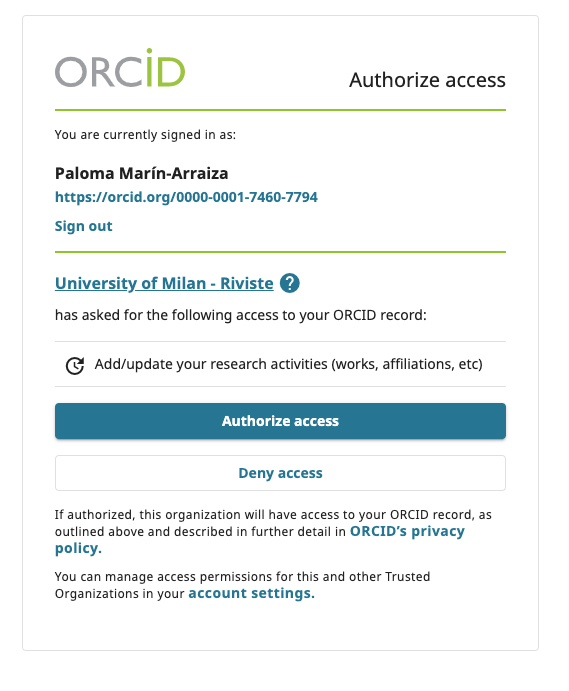 ORCiD
Authorize access
You are currently signed in as:
Paloma Marín-Arraiza
https://orcid.org/0000-0001-7460-7794
Sign out
University of Milan - Riviste ?
has asked for the following access to your ORCID record:
Add/update your research activities (works, affiliations, etc)
Authorize access
Deny access
If authorized, this organization will have access to your ORCID record, as
outlined above and described in further detail in ORCID’s privacy
policy.
You can manage access permissions for this and other Trusted
Organizations in your account settings.